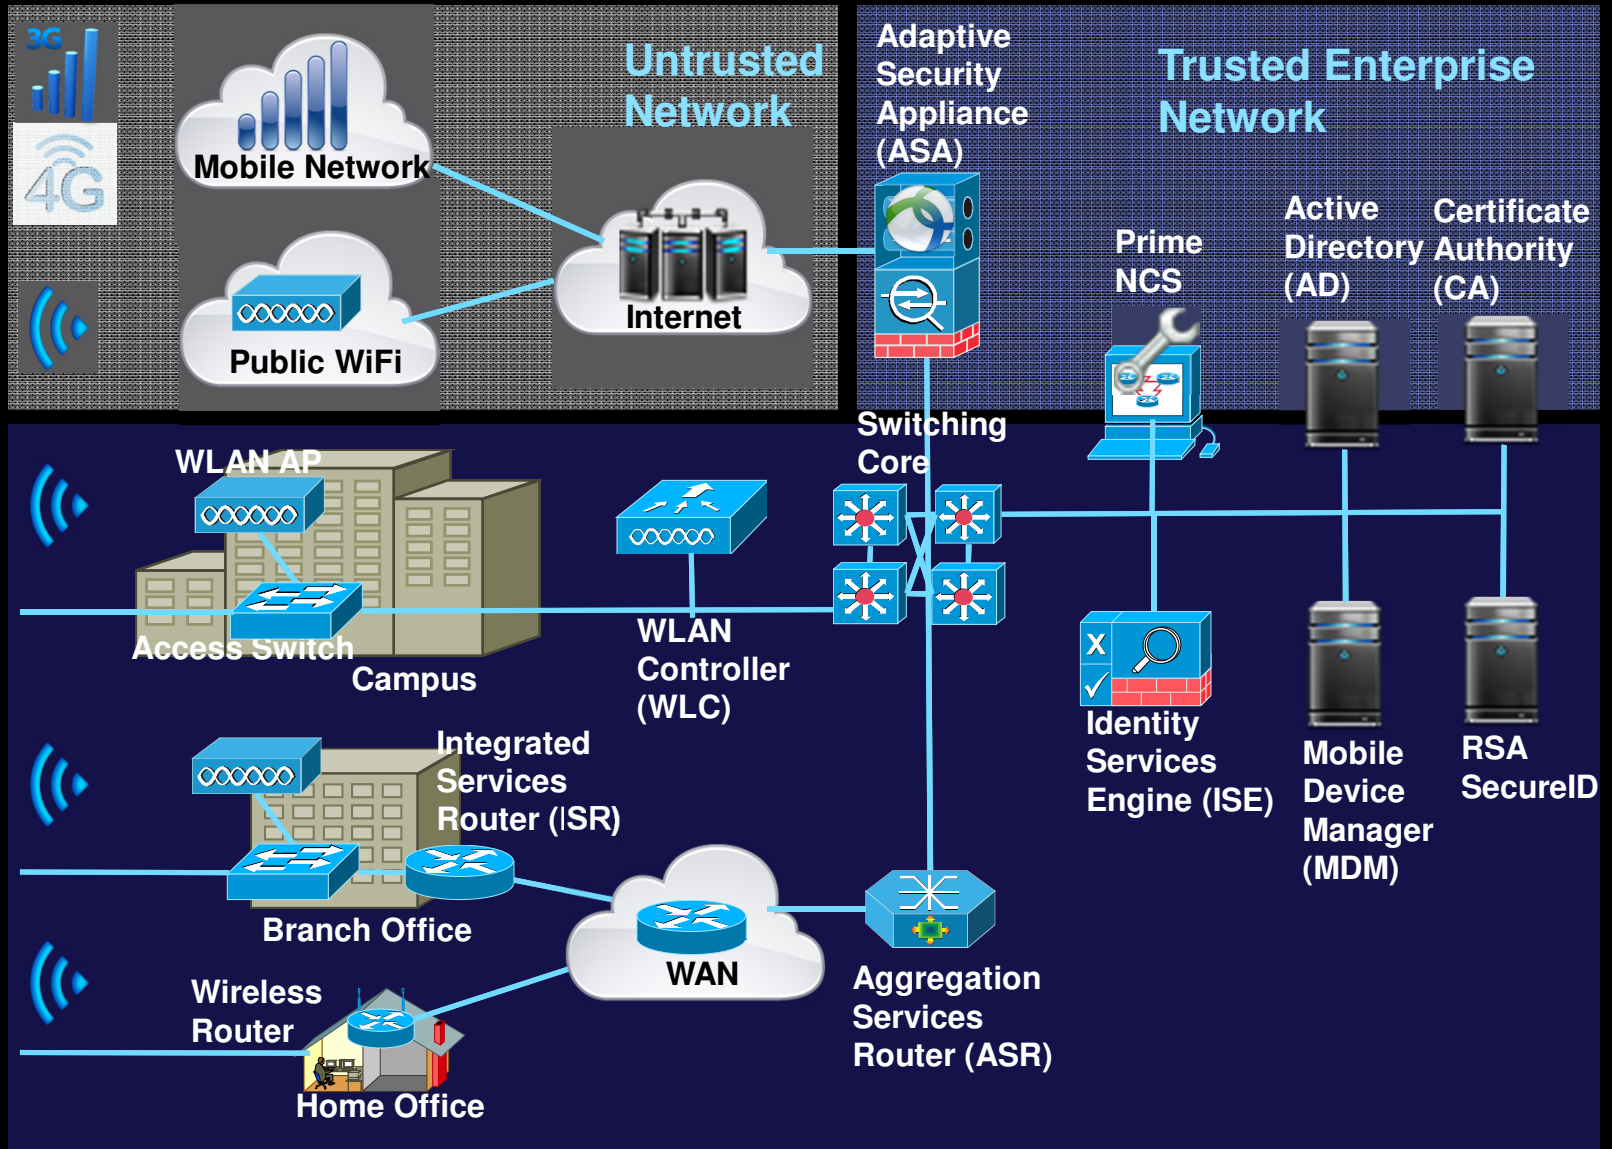 3G
4G
Mobile Network
Public WiFi
Untrusted
Network
Internet
Adaptive
Security
Appliance
(ASA)
Trusted Enterprise
Network
Prime
NCS
Active
Directory
(AD)
Certificate
Authority
(CA)
Switching
Core
WLAN AP
Access Switch
Campus
WLAN
Controller
(WLC)
X
Identity
Services
Engine (ISE)
Mobile
Device
Manager
(MDM)
RSA
SecureID
Integrated
Services
Router (ISR)
Branch Office
WAN
Aggregation
Services
Router (ASR)
Wireless
Router
Home Office